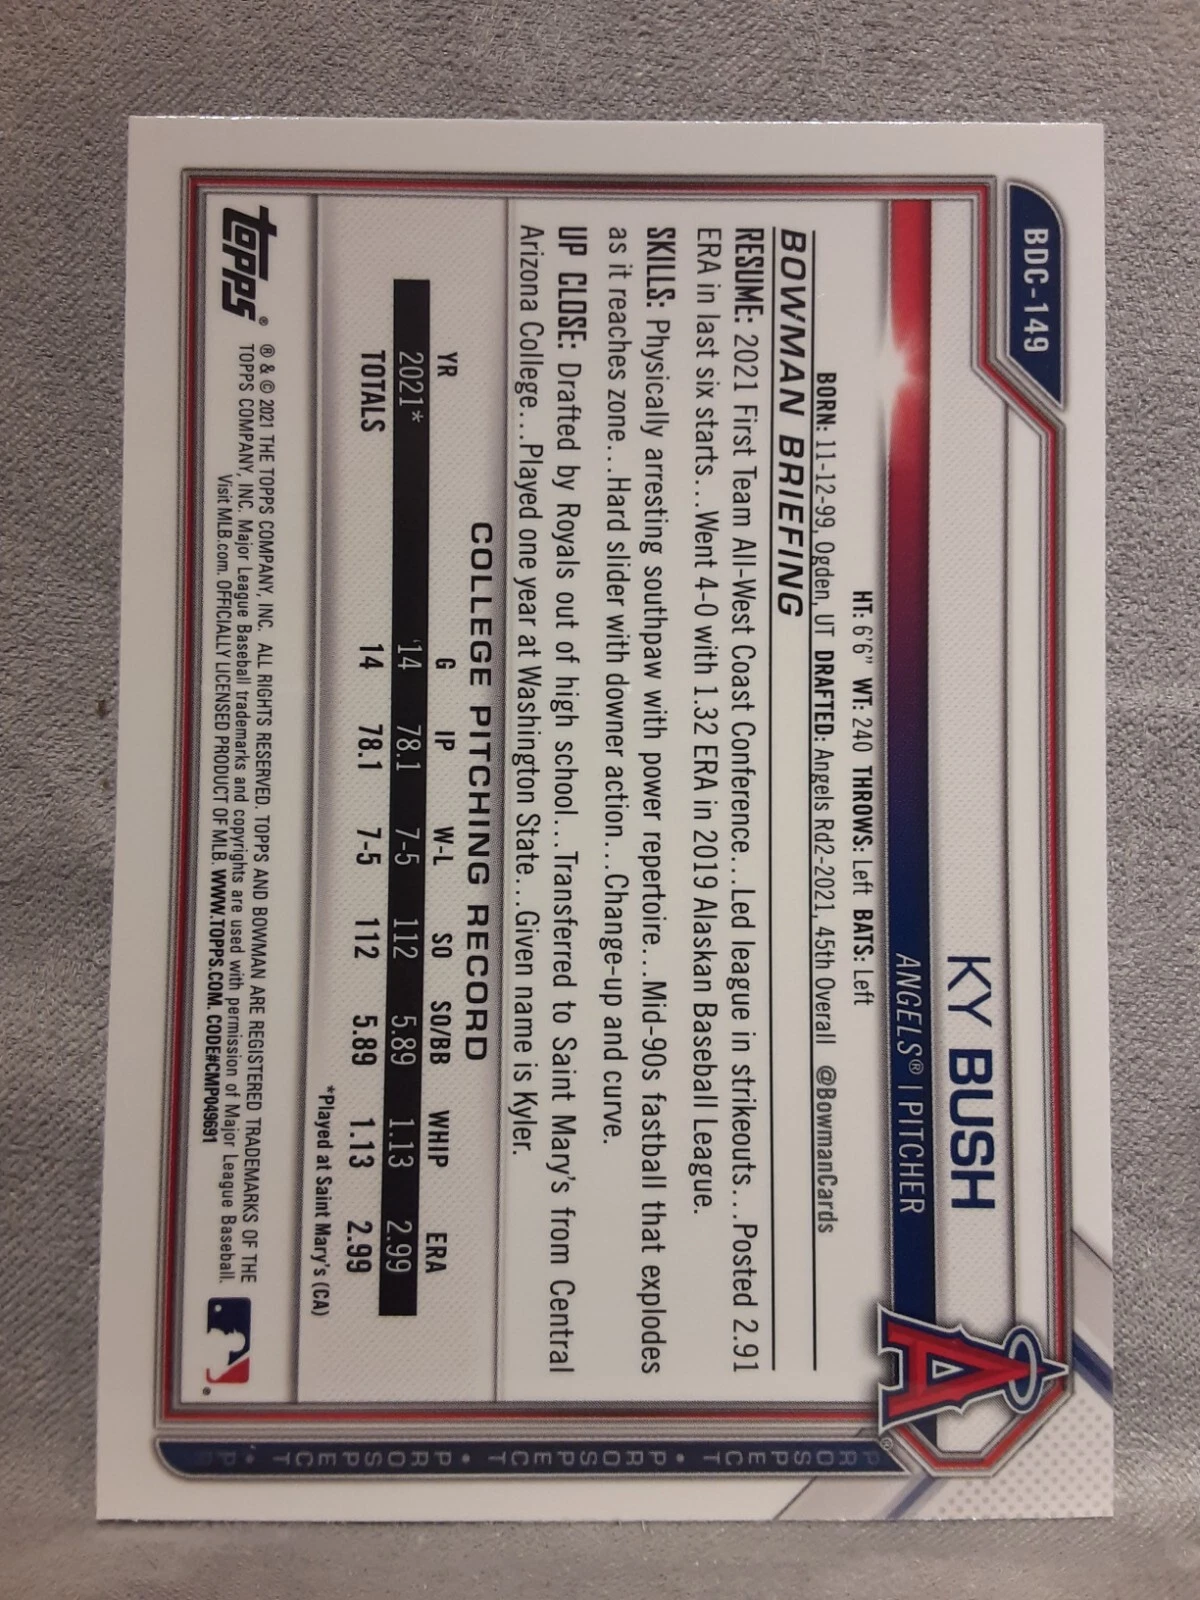 BDC-149
KY BUSH
ANGELS® | PITCHER
HT: 6'6" WT: 240 THROWS: Left BATS: Left
BORN: 11-12-99, Ogden, UT DRAFTED: Angels Rd2-2021, 45th Overall @BowmanCards
BOWMAN BRIEFING
RESUME: 2021 First Team All-West Coast Conference...Led league in strikeouts...Posted 2.91
ERA in last six starts...Went 4-0 with 1.32 ERA in 2019 Alaskan Baseball League.
SKILLS: Physically arresting southpaw with power repertoire...Mid-90s fastball that explodes
as it reaches zone...Hard slider with downer action...Change-up and curve.
UP CLOSE: Drafted by Royals out of high school...Transferred to Saint Mary's from Central
Arizona College...Played one year at Washington State...Given name is Kyler.
COLLEGE PITCHING RECORD
YR G IP W-L SO SO/BB WHIP ERA
2021* '14 78.1 7-5 112 5.89 1.13 2.99
TOTALS 14 78.1 7-5 112 5.89 1.13 2.99
*Played at Saint Mary's (CA)
topps®
® & © 2021 THE TOPPS COMPANY, INC. ALL RIGHTS RESERVED. TOPPS AND BOWMAN ARE REGISTERED TRADEMARKS OF THE
TOPPS COMPANY, INC. Major League Baseball trademarks and copyrights are used with permission of Major League Baseball.
Visit MLB.com. OFFICIALLY LICENSED PRODUCT OF MLB. WWW.TOPPS.COM. CODE#CMP049691
A®
PROSPECT • PROSPECT • PROSPECT • P